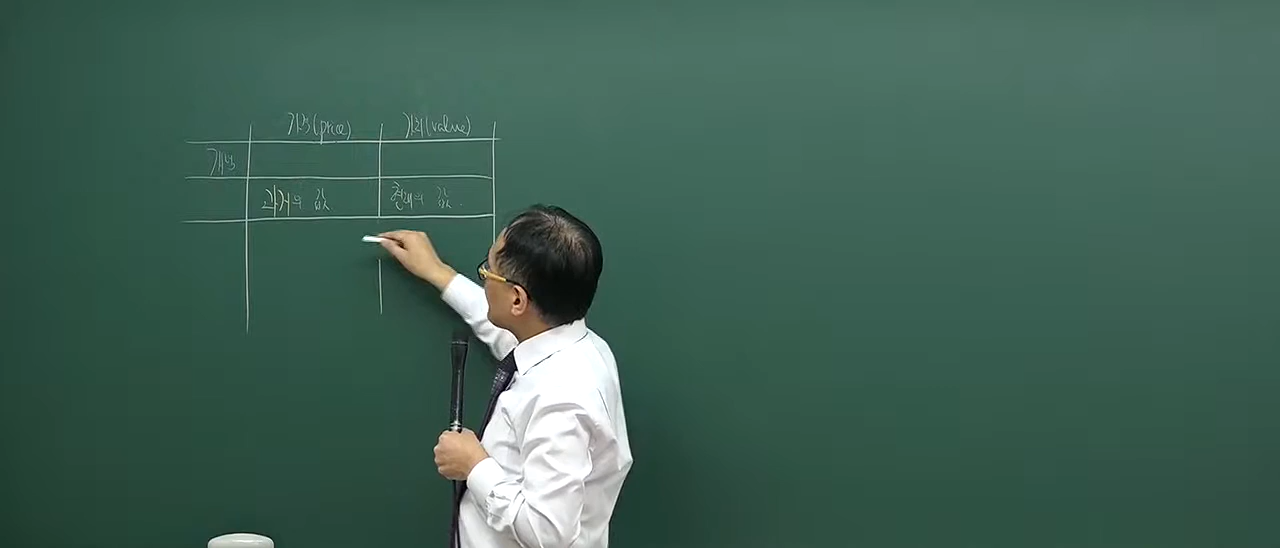 가격(price) 가치(value)
개념
과거의 값 현재의 값.